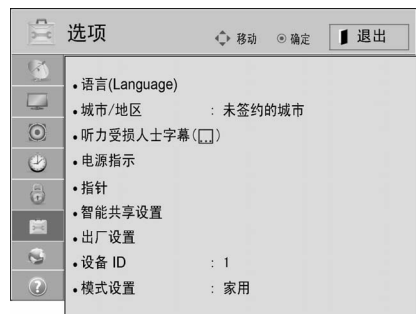 选项
移动 ⊙ 确定 退出
• 语言(Language)
• 城市/地区 : 未签约的城市
• 听力受损人士字幕(...)
• 电源指示
• 指针
• 智能共享设置
• 出厂设置
• 设备 ID : 1
• 模式设置 : 家用